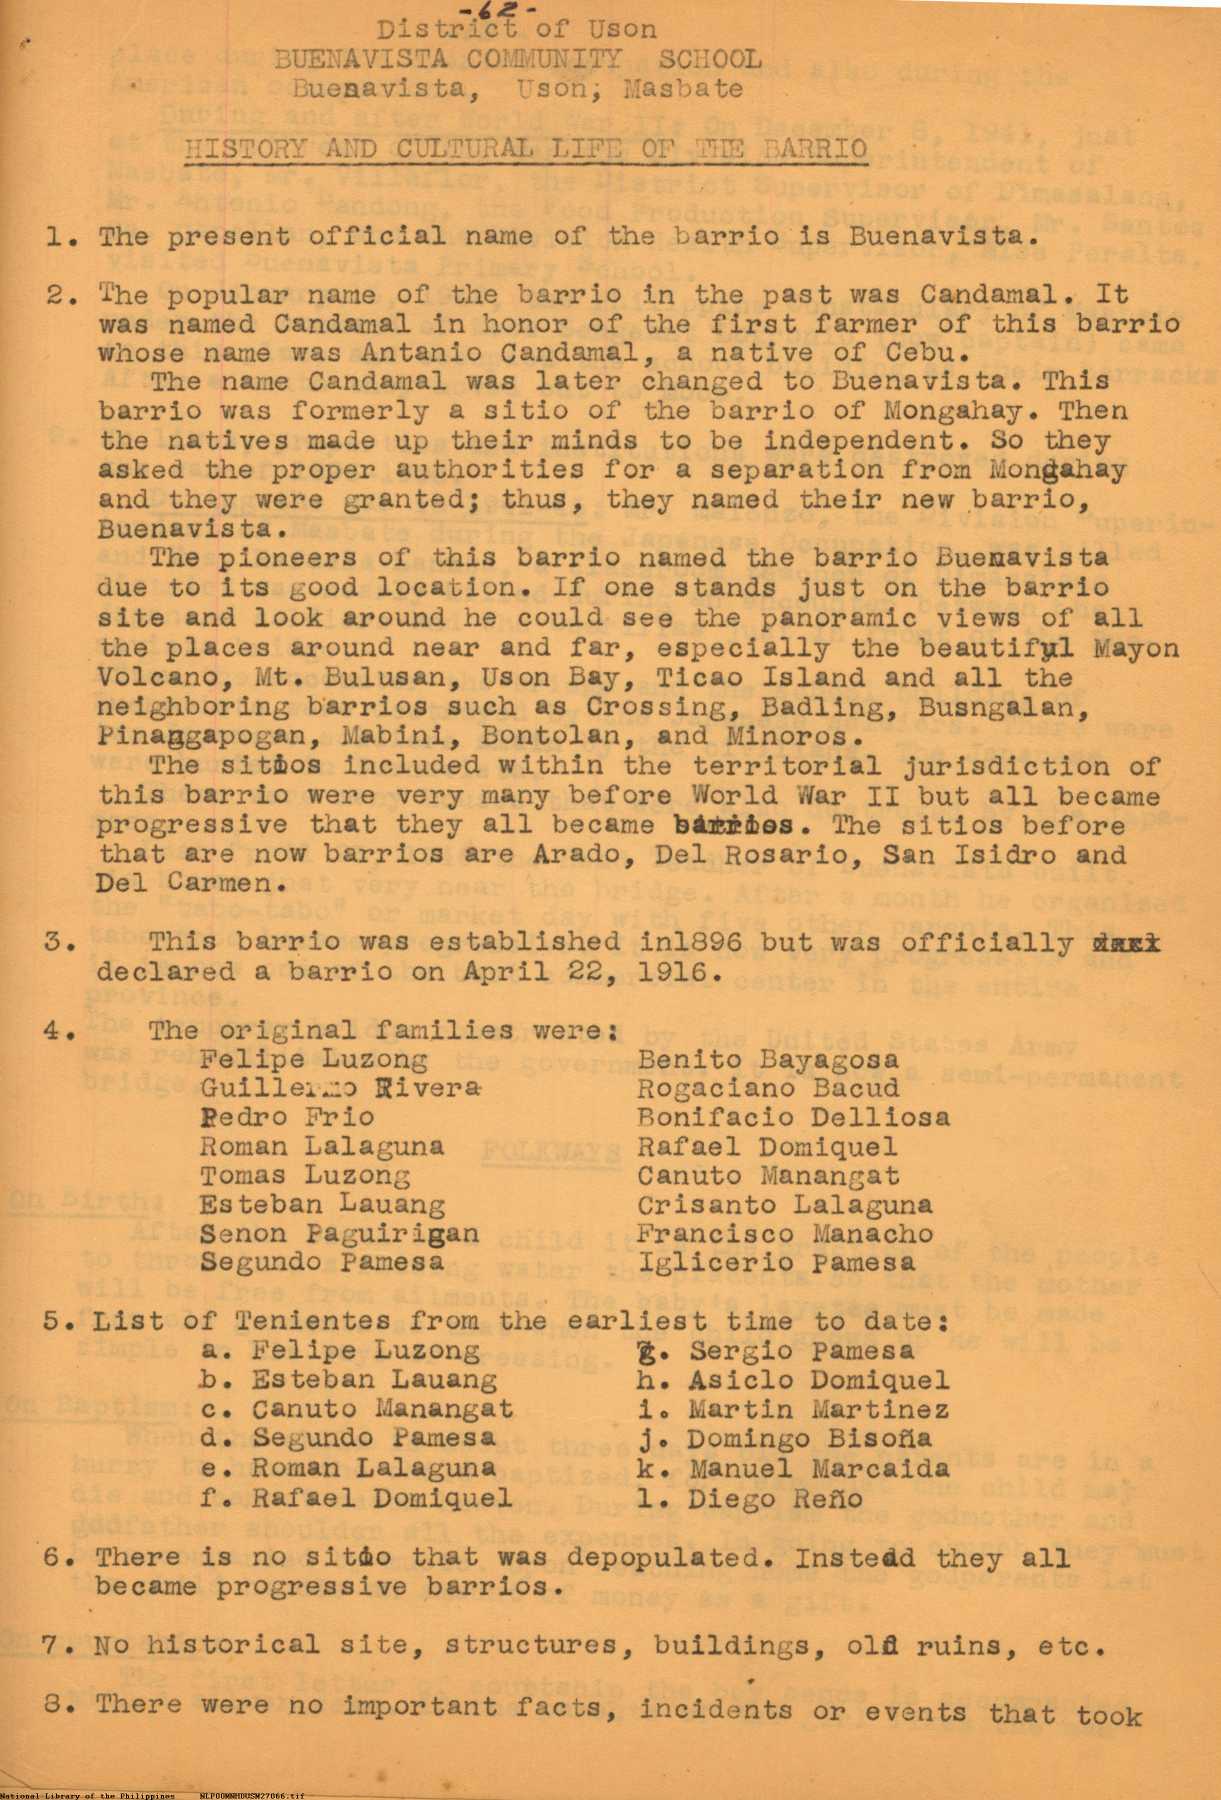 -62-
District of Uson
BUENAVISTA COMMUNITY SCHOOL
Buenavista, Uson, Masbate
HISTORY AND CULTURAL LIFE OF THE BARRIO
1. The present official name of the barrio is Buenavista.
2. The popular name of the barrio in the past was Candamal. It
was named Candamal in honor of the first farmer of this barrio
whose name was Antanio Candamal, a native of Cebu.
The name Candamal was later changed to Buenavista. This
barrio was formerly a sitio of the barrio of Mongahay. Then
the natives made up their minds to be independent. So they
asked the proper authorities for a separation from Mongahay
and they were granted; thus, they named their new barrio,
Buenavista.
The pioneers of this barrio named the barrio Buenavista
due to its good location. If one stands just on the barrio
site and look around he could see the panoramic views of all
the places around near and far, especially the beautiful Mayon
Volcano, Mt. Bulusan, Uson Bay, Ticao Island and all the
neighboring barrios such as Crossing, Badling, Busngalan,
Pinanggapogan, Mabini, Bontolan, and Minoros.
The sitios included within the territorial jurisdiction of
this barrio were very many before World War II but all became
progressive that they all became barrios. The sitios before
that are now barrios are Arado, Del Rosario, San Isidro and
Del Carmen.
3. This barrio was established in1896 but was officially
declared a barrio on April 22, 1916.
4. The original families were:
Felipe Luzong Benito Bayagosa
Guillermo Rivera Rogaciano Bacud
Pedro Frio Bonifacio Delliosa
Roman Lalaguna Rafael Domiquel
Tomas Luzong Canuto Manangat
Esteban Lauang Crisanto Lalaguna
Senon Paguirigan Francisco Manacho
Segundo Pamesa Iglicerio Pamesa
5. List of Tenientes from the earliest time to date:
a. Felipe Luzong g. Sergio Pamesa
b. Esteban Lauang h. Asiclo Domiquel
c. Canuto Manangat i. Martin Martinez
d. Segundo Pamesa j. Domingo Bisoña
e. Roman Lalaguna k. Manuel Marcaida
f. Rafael Domiquel l. Diego Reño
6. There is no sitio that was depopulated. Instead they all
became progressive barrios.
7. No historical site, structures, buildings, old ruins, etc.
8. There were no important facts, incidents or events that took
National Library of the Philippines NLP00MNHDUSM27066.tif